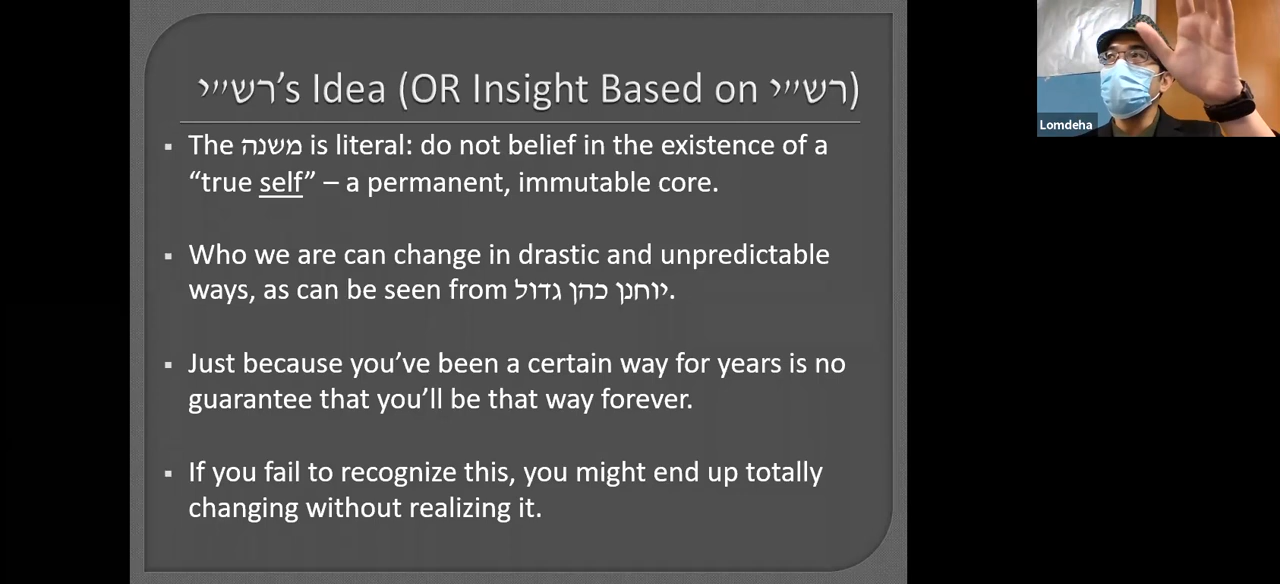 רש״י's Idea (OR Insight Based on רש״י)
▪ The משנה is literal: do not belief in the existence of a
“true self” – a permanent, immutable core.
▪ Who we are can change in drastic and unpredictable
ways, as can be seen from יוחנן כהן גדול.
▪ Just because you’ve been a certain way for years is no
guarantee that you’ll be that way forever.
▪ If you fail to recognize this, you might end up totally
changing without realizing it.
Lomdeha